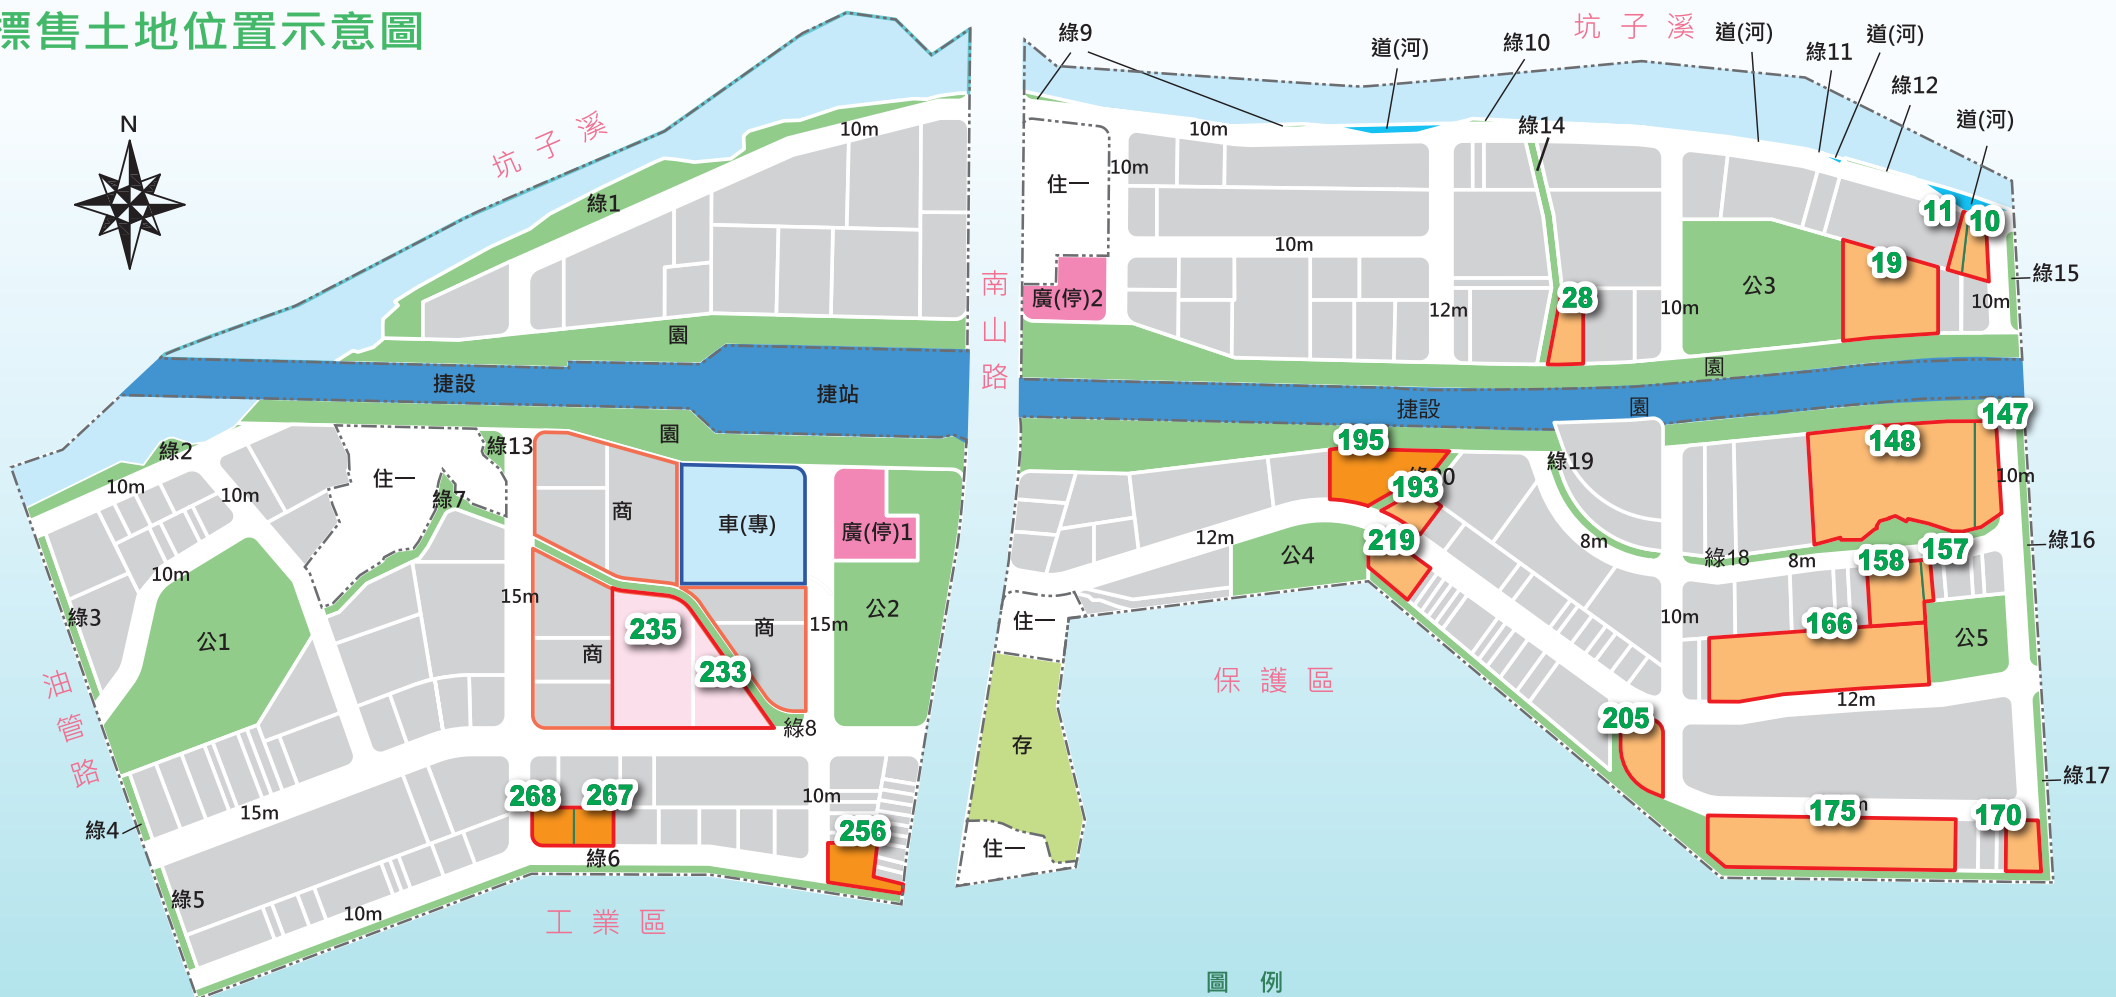 標售土地位置示意圖
N
坑子溪
坑子溪
綠9
道(河)
綠10
道(河)
道(河)
綠11
綠12
道(河)
綠14
10m
10m
10m
住一
綠1
11
10
南山路
10m
19
綠15
公3
廣(停)2
28
12m
10m
10m
園
園
捷設
捷站
捷設
園
園
147
148
195
綠2
綠13
綠19
住一
10m
10m
綠7
193
10m
商
車(專)
廣(停)1
12m
8m
219
公4
綠18
8m
158
157
綠16
10m
15m
綠3
公2
公1
235
商
15m
住一
10m
166
公5
商
233
保護區
油管路
12m
綠8
205
存
綠17
268
267
10m
15m
綠4
256
175
170
住一
綠6
綠5
10m
工業區
圖例